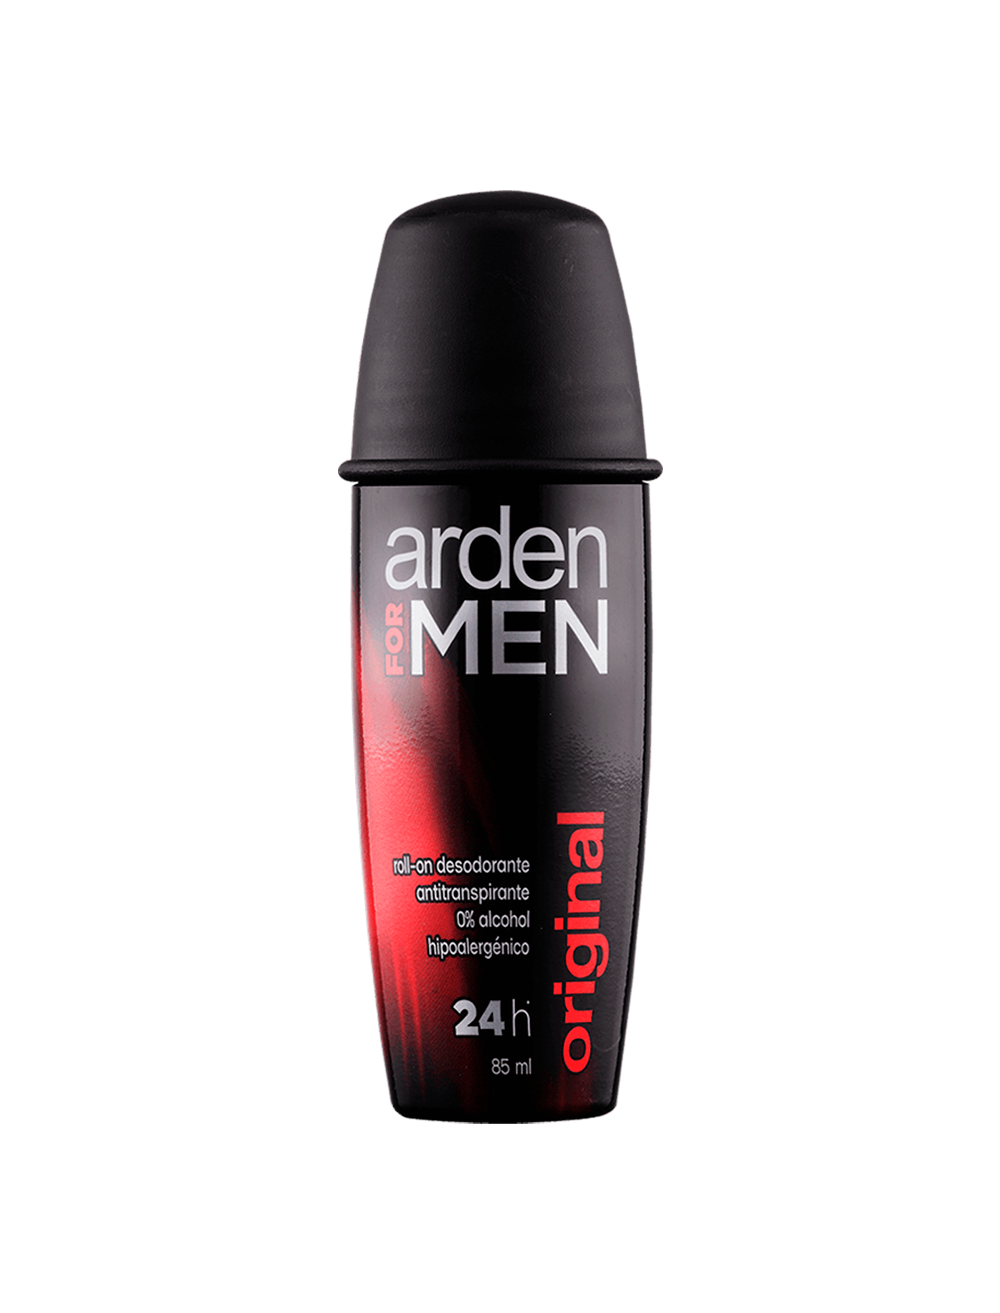 arden
FOR MEN
roll-on desodorante
antitranspirante
0% alcohol
hipoalergénico
24h
85 ml
original